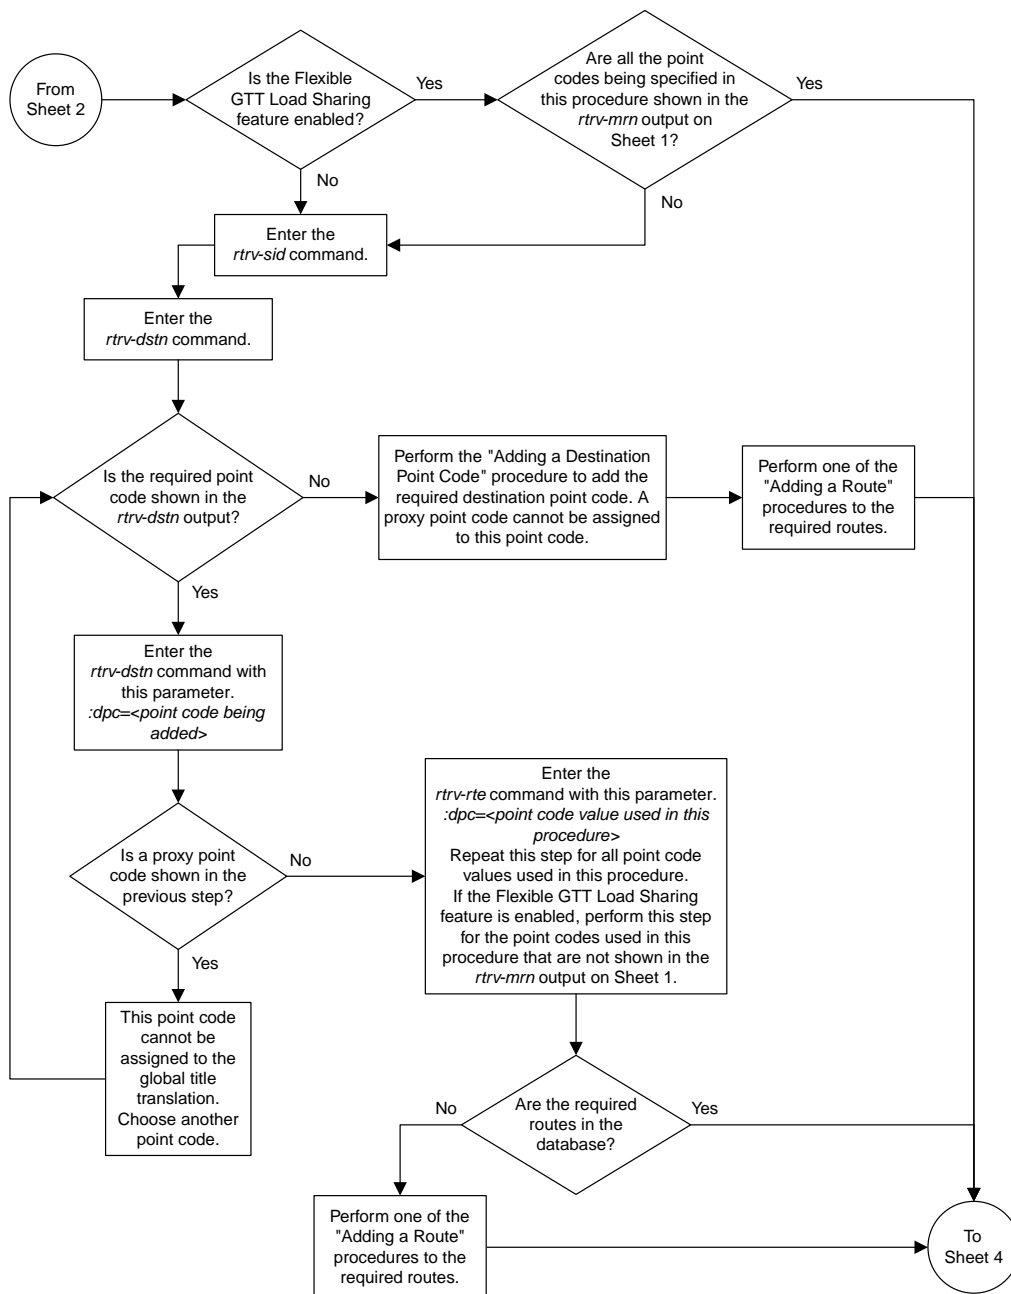 From
Sheet 2
Is the Flexible
GTT Load Sharing
feature enabled?
Yes
No
Are all the point
codes being specified in
this procedure shown in the
rtrv-mrn output on
Sheet 1?
Yes
No
Enter the
rtrv-sid command.
Enter the
rtrv-dstn command.
Is the required point
code shown in the
rtrv-dstn output?
No
Yes
Perform the "Adding a Destination
Point Code" procedure to add the
required destination point code. A
proxy point code cannot be assigned
to this point code.
Perform one of the
"Adding a Route"
procedures to the
required routes.
Enter the
rtrv-dstn command with
this parameter.
:dpc=<point code being
added>
Is a proxy point
code shown in the
previous step?
No
Yes
Enter the
rtrv-rte command with this parameter.
:dpc=<point code value used in this
procedure>
Repeat this step for all point code
values used in this procedure.
If the Flexible GTT Load Sharing
feature is enabled, perform this step
for the point codes used in this
procedure that are not shown in the
rtrv-mrn output on Sheet 1.
This point code
cannot be
assigned to the
global title
translation.
Choose another
point code.
Are the required
routes in the
database?
No
Yes
Perform one of the
"Adding a Route"
procedures to the
required routes.
To
Sheet 4